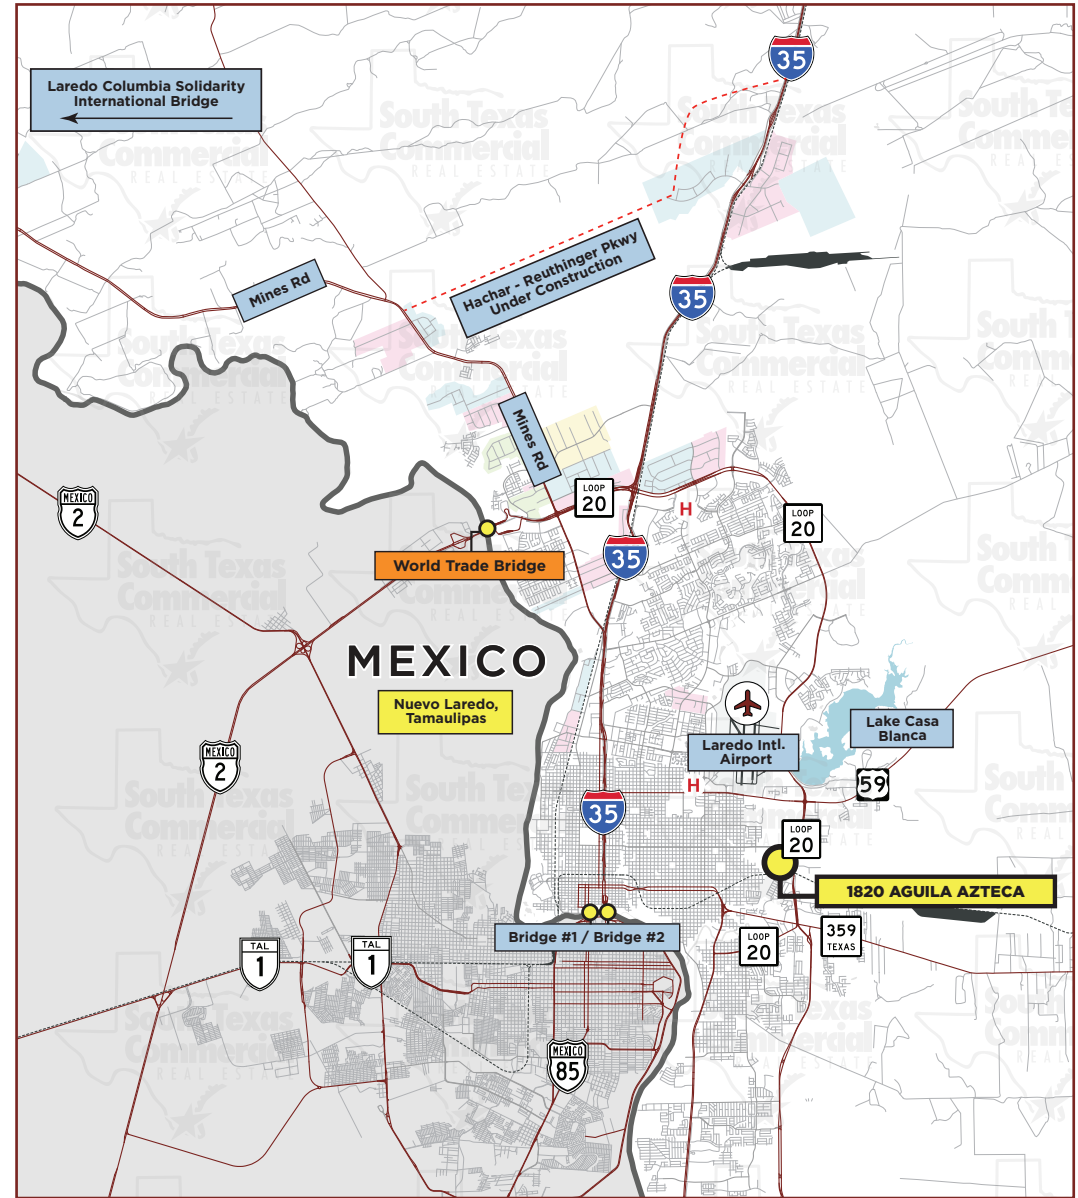 35
Laredo Columbia Solidarity
International Bridge
South Texas
Commercial
REAL ESTATE
Hachar - Reuthinger Pkwy
Under Construction
Mines Rd
35
Mines Rd
LOOP
20
H
MEXICO
2
LOOP
20
35
World Trade Bridge
MEXICO
Nuevo Laredo,
Tamaulipas
Lake Casa
Blanca
Laredo Intl.
Airport
MEXICO
2
59
H
35
LOOP
20
1820 AGUILA AZTECA
Bridge #1 / Bridge #2
359
TEXAS
LOOP
20
TAL
1
TAL
1
MEXICO
85